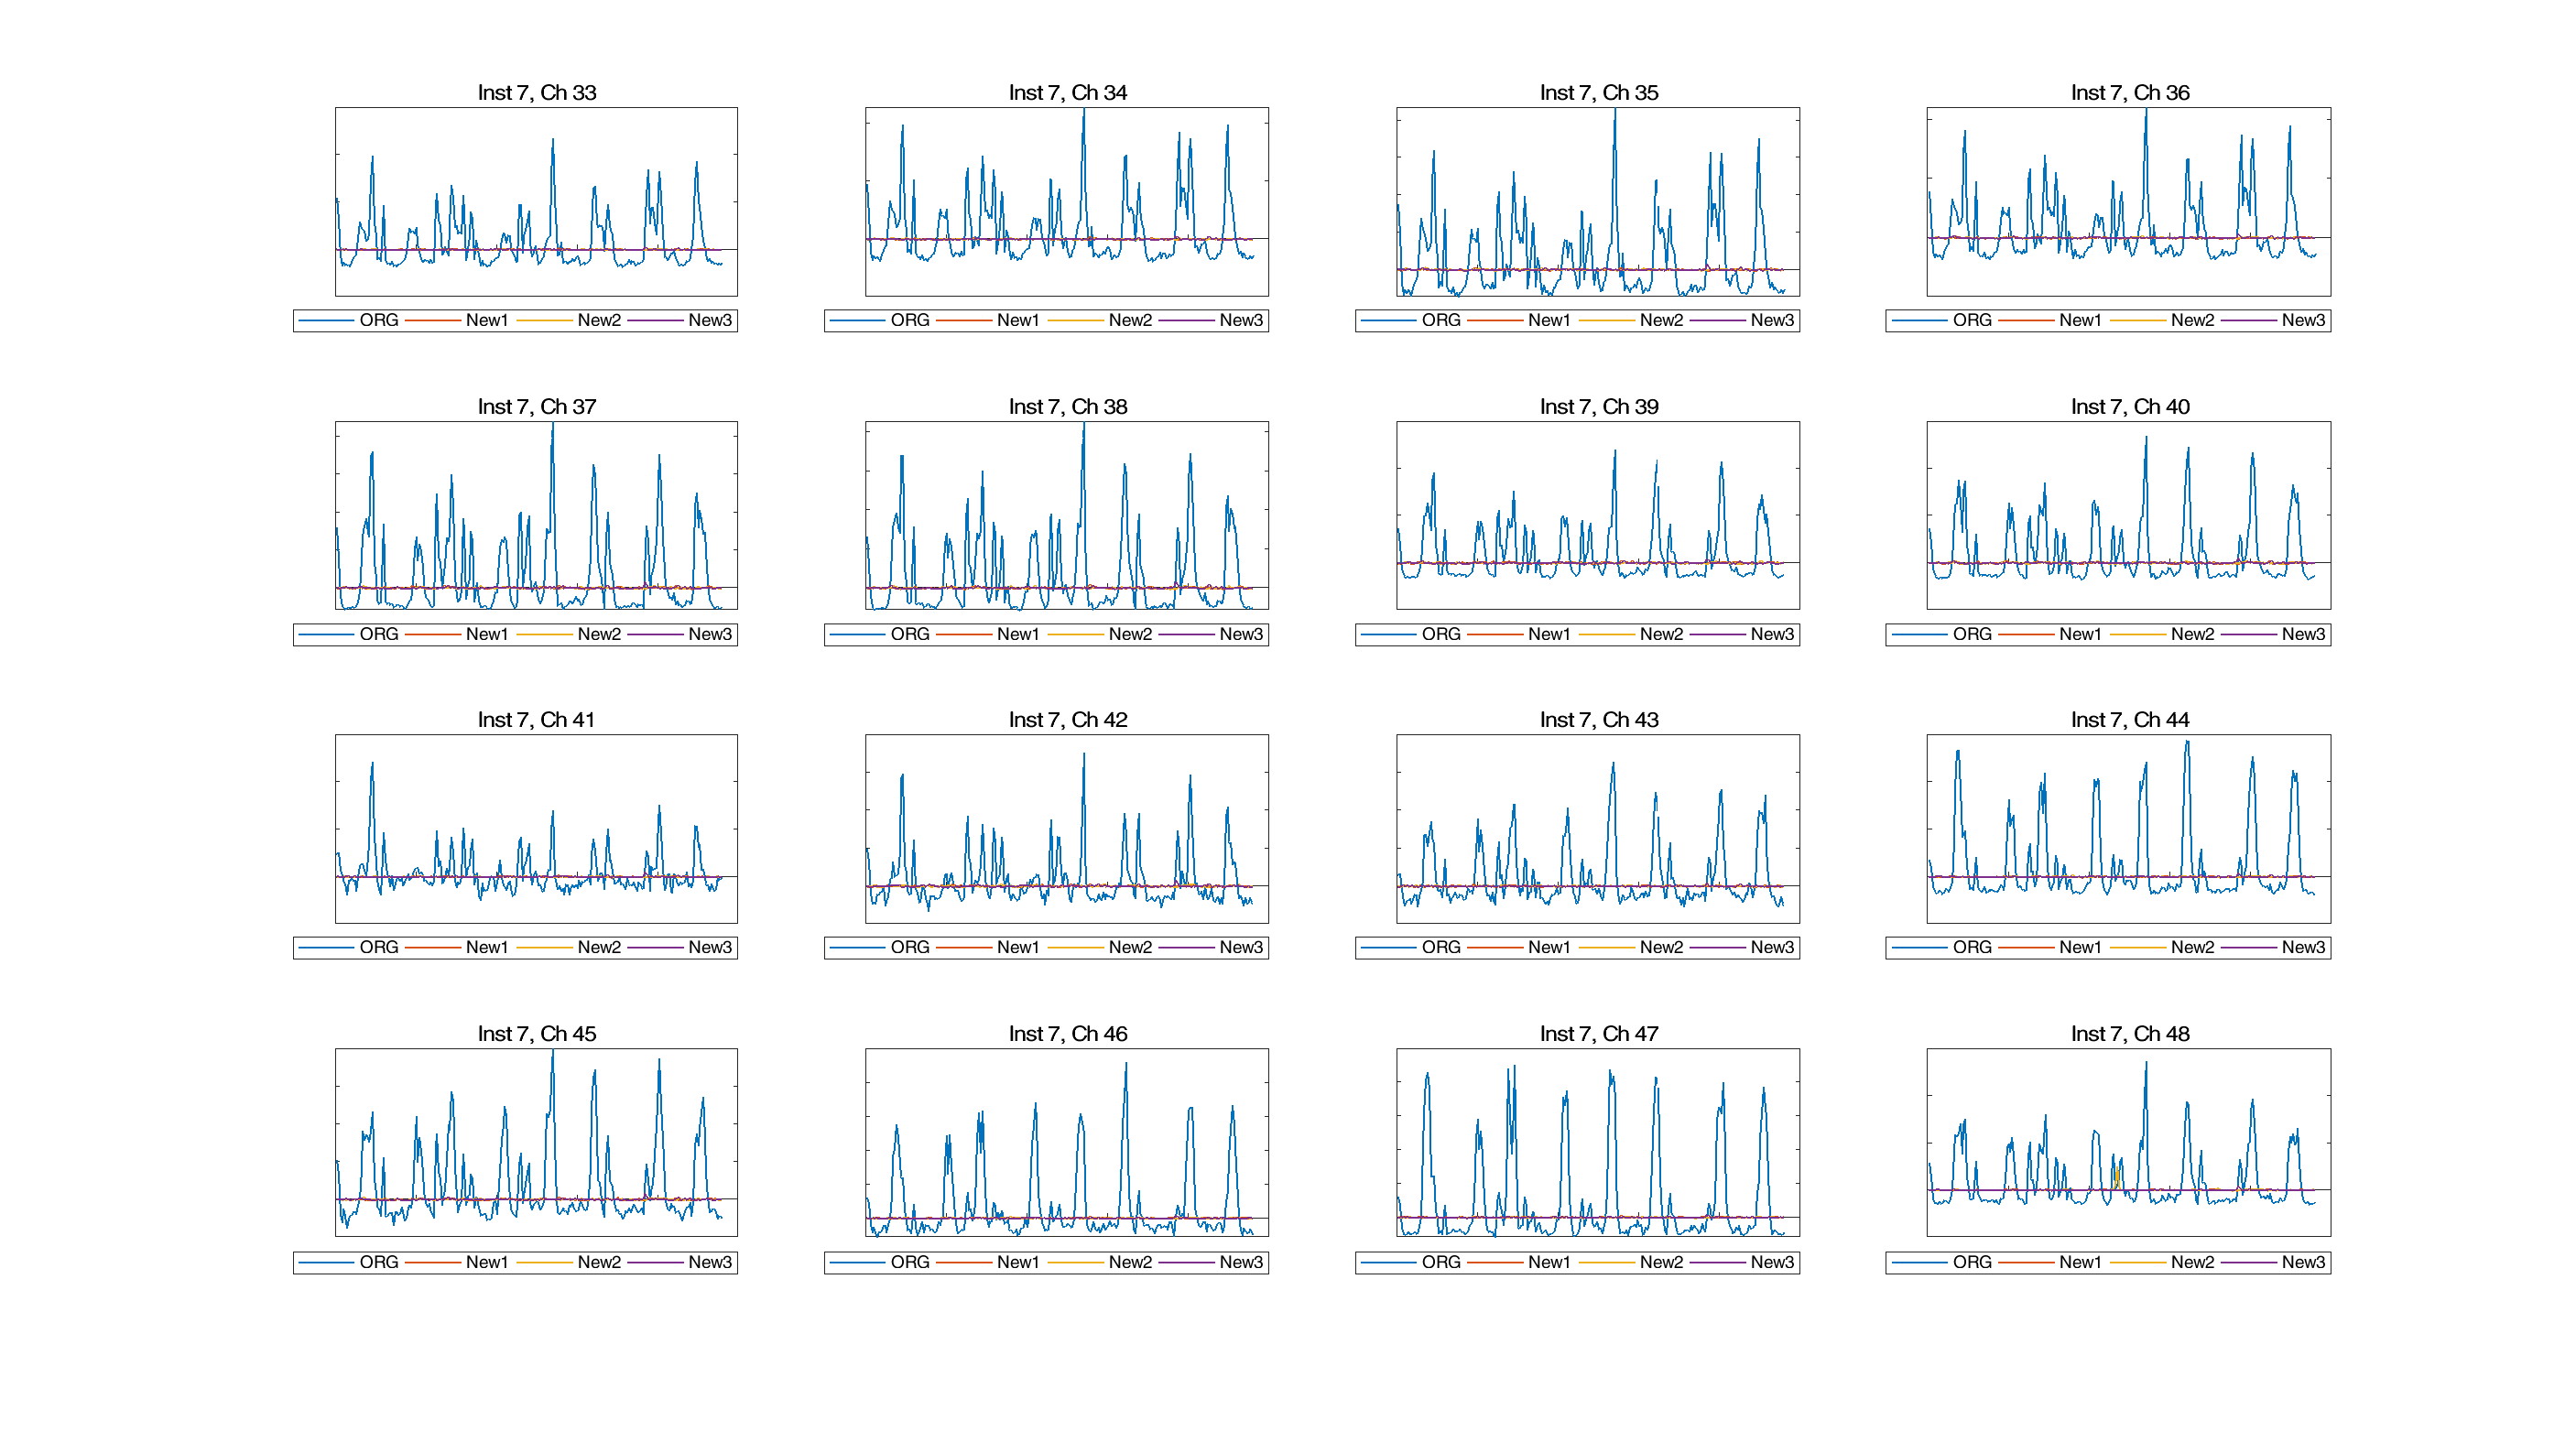 Inst 7, Ch 33
Inst 7, Ch 34
Inst 7, Ch 35
Inst 7, Ch 36
ORG New1 New2 New3
ORG New1 New2 New3
ORG New1 New2 New3
ORG New1 New2 New3
Inst 7, Ch 37
Inst 7, Ch 38
Inst 7, Ch 39
Inst 7, Ch 40
ORG New1 New2 New3
ORG New1 New2 New3
ORG New1 New2 New3
ORG New1 New2 New3
Inst 7, Ch 41
Inst 7, Ch 42
Inst 7, Ch 43
Inst 7, Ch 44
ORG New1 New2 New3
ORG New1 New2 New3
ORG New1 New2 New3
ORG New1 New2 New3
Inst 7, Ch 45
Inst 7, Ch 46
Inst 7, Ch 47
Inst 7, Ch 48
ORG New1 New2 New3
ORG New1 New2 New3
ORG New1 New2 New3
ORG New1 New2 New3